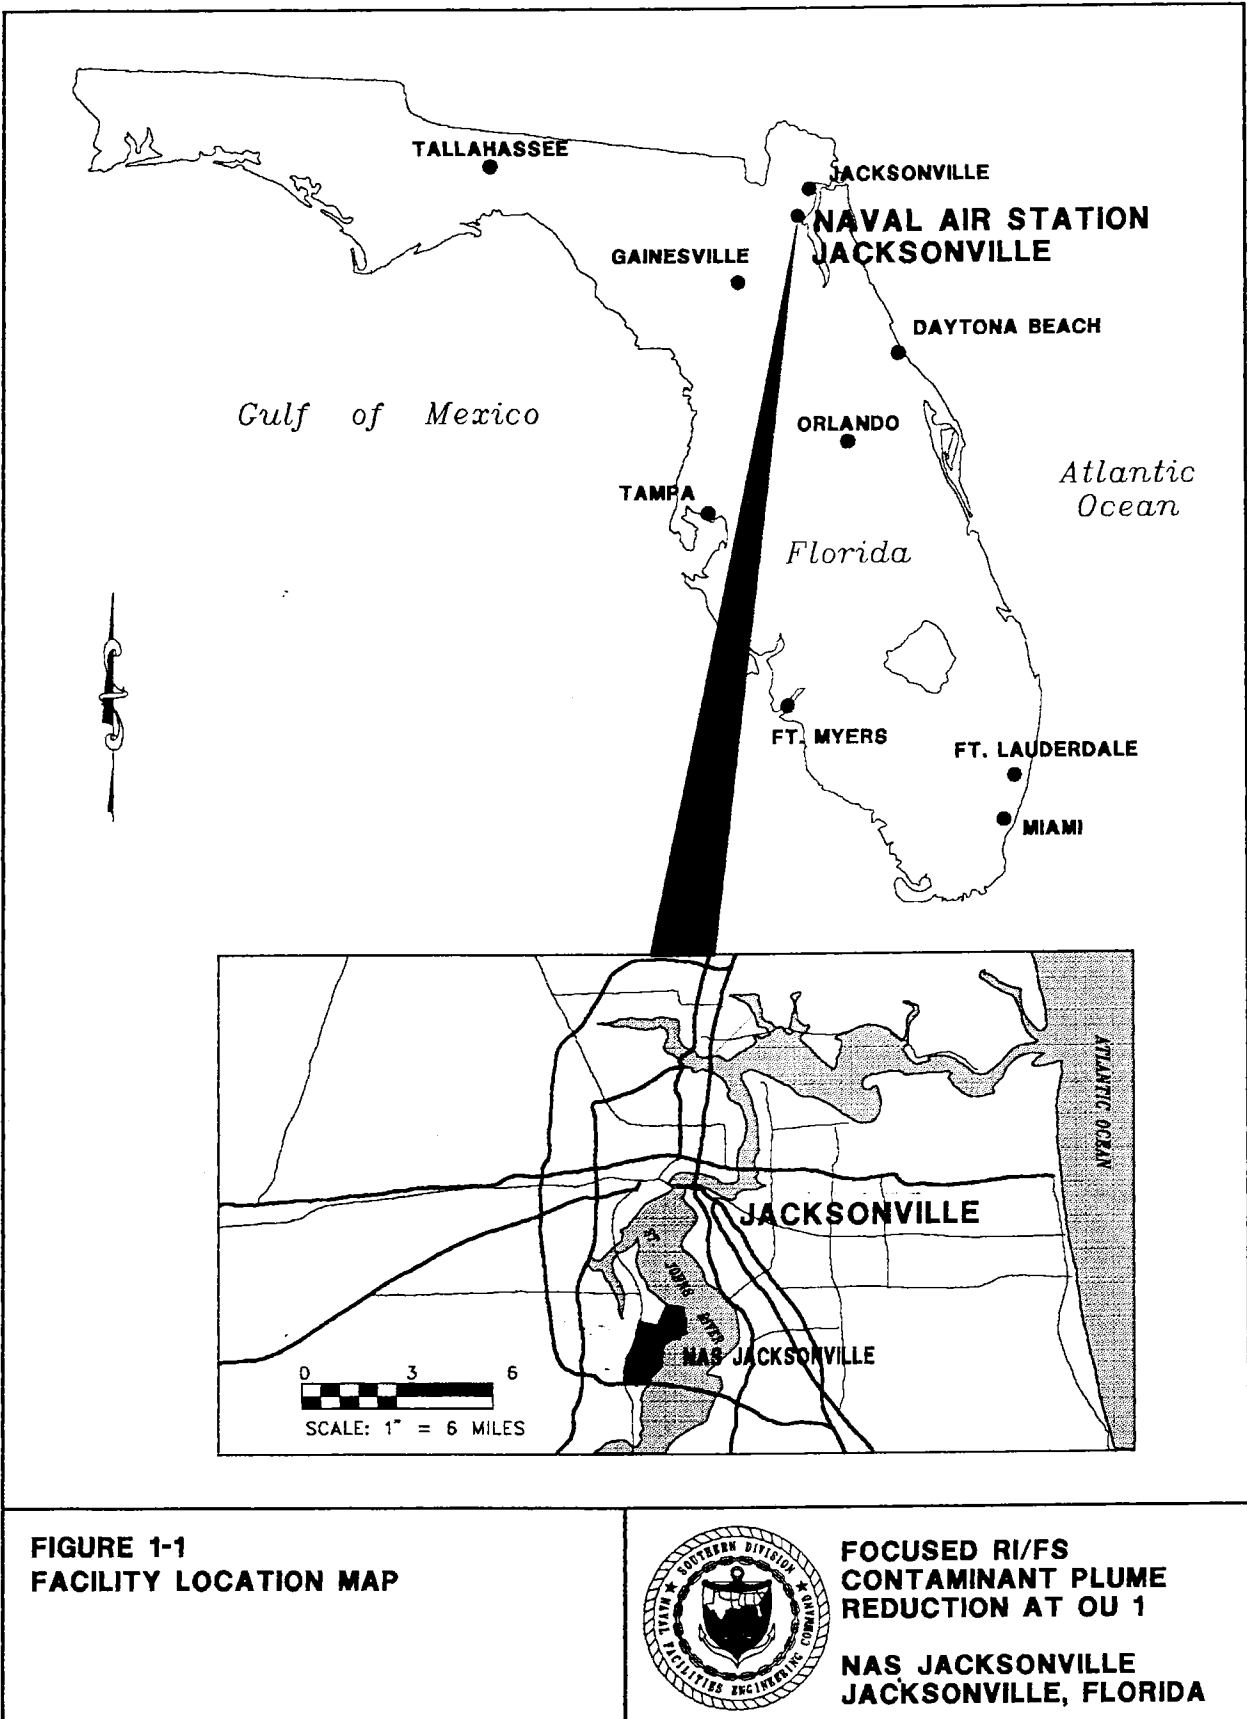 TALLAHASSEE
JACKSONVILLE
NAVAL AIR STATION
JACKSONVILLE
GAINESVILLE
DAYTONA BEACH
Gulf of Mexico
ORLANDO
Atlantic
Ocean
TAMPA
Florida
FT. MYERS
FT. LAUDERDALE
MIAMI
ATLANTIC OCEAN
JACKSONVILLE
ST. JOHNS RIVER
NAS JACKSONVILLE
0 3 6
SCALE: 1" = 6 MILES
FIGURE 1-1
FACILITY LOCATION MAP
SOUTHERN DIVISION
NAVAL FACILITIES ENGINEERING COMMAND
FOCUSED RI/FS
CONTAMINANT PLUME
REDUCTION AT OU 1
NAS JACKSONVILLE
JACKSONVILLE, FLORIDA